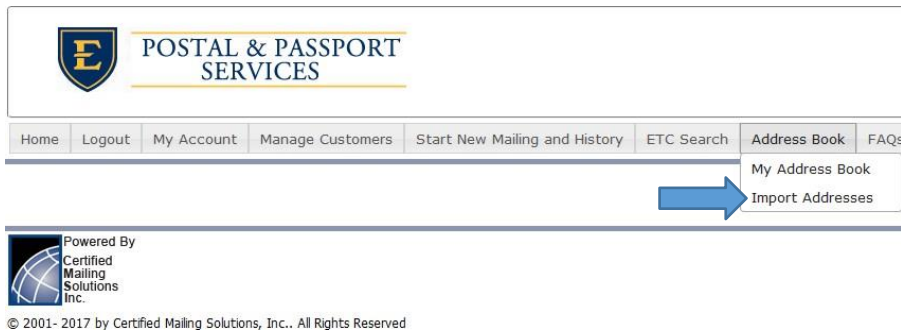 E
POSTAL & PASSPORT
SERVICES
Home Logout My Account Manage Customers Start New Mailing and History ETC Search Address Book FAQs
My Address Book
Import Addresses
Powered By
Certified
Mailing
Solutions
Inc.
© 2001- 2017 by Certified Mailing Solutions, Inc.. All Rights Reserved